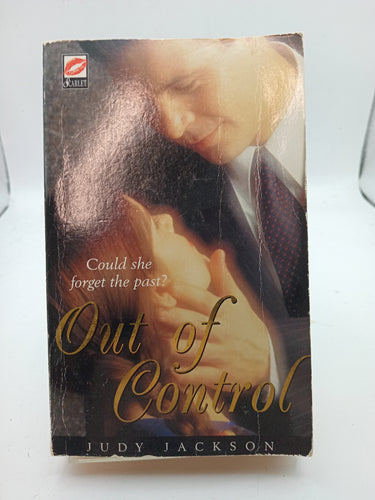 SCARLET
Could she
forget the past?
Out of
Control
JUDY JACKSON